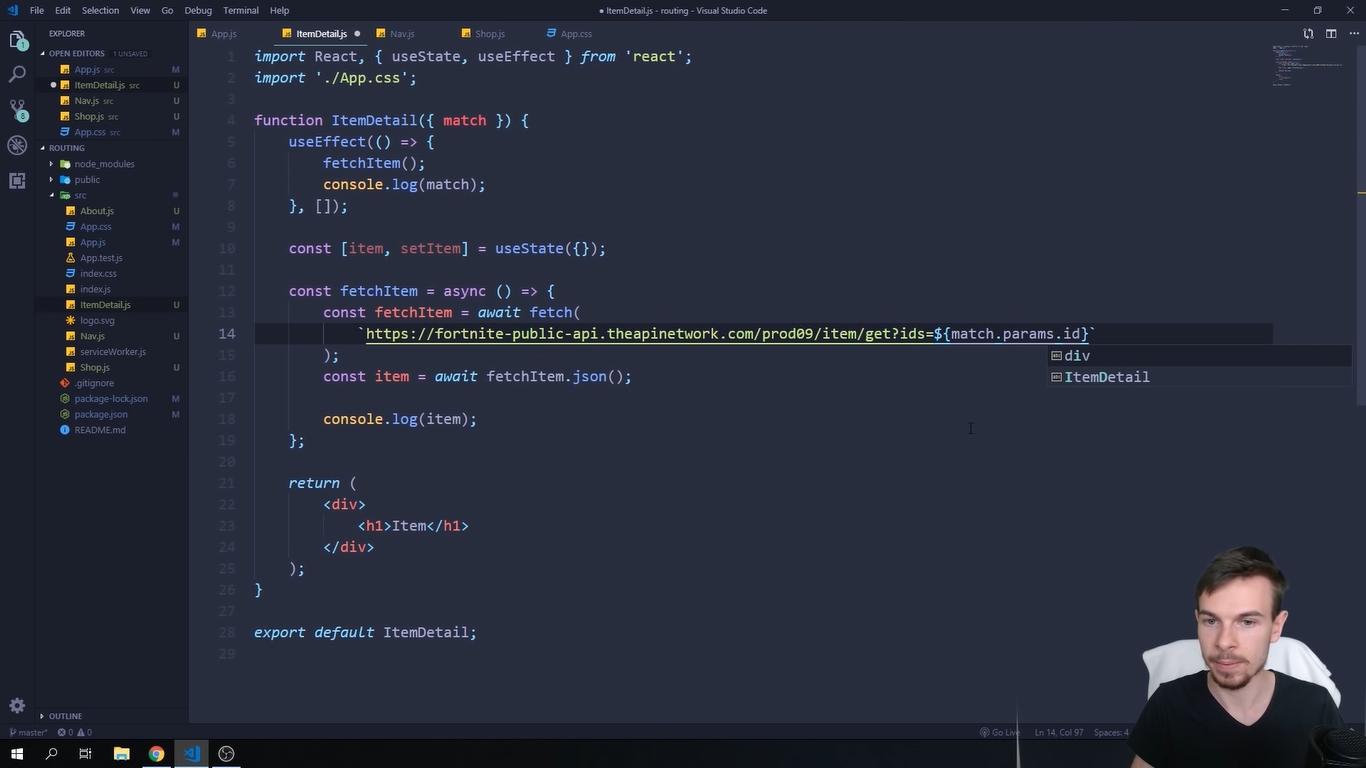 File Edit Selection View Go Debug Terminal Help
● ItemDetail.js - routing - Visual Studio Code
EXPLORER
OPEN EDITORS 1 UNSAVED
App.js src M
ItemDetail.js src U
Nav.js src U
Shop.js src U
App.css src M
ROUTING
node_modules
public
src
About.js U
App.css M
App.js M
App.test.js
index.css
index.js
ItemDetail.js U
logo.svg
Nav.js U
serviceWorker.js
Shop.js U
.gitignore
package-lock.json M
package.json M
README.md
OUTLINE
1
8
App.js ItemDetail.js Nav.js Shop.js App.css
1 import React, { useState, useEffect } from 'react';
2 import './App.css';
3
4 function ItemDetail({ match }) {
5 useEffect(() => {
6 fetchItem();
7 console.log(match);
8 }, []);
9
10 const [item, setItem] = useState({});
11
12 const fetchItem = async () => {
13 const fetchItem = await fetch(
14 `https://fortnite-public-api.theapinetwork.com/prod09/item/get?ids=${match.params.id}`
15 );
16 const item = await fetchItem.json();
17
18 console.log(item);
19 };
20
21 return (
22 <div>
23 <h1>Item</h1>
24 </div>
25 );
26 }
27
28 export default ItemDetail;
29
div
ItemDetail
master* 0 0
Go Live Ln 14, Col 97 Spaces: 4